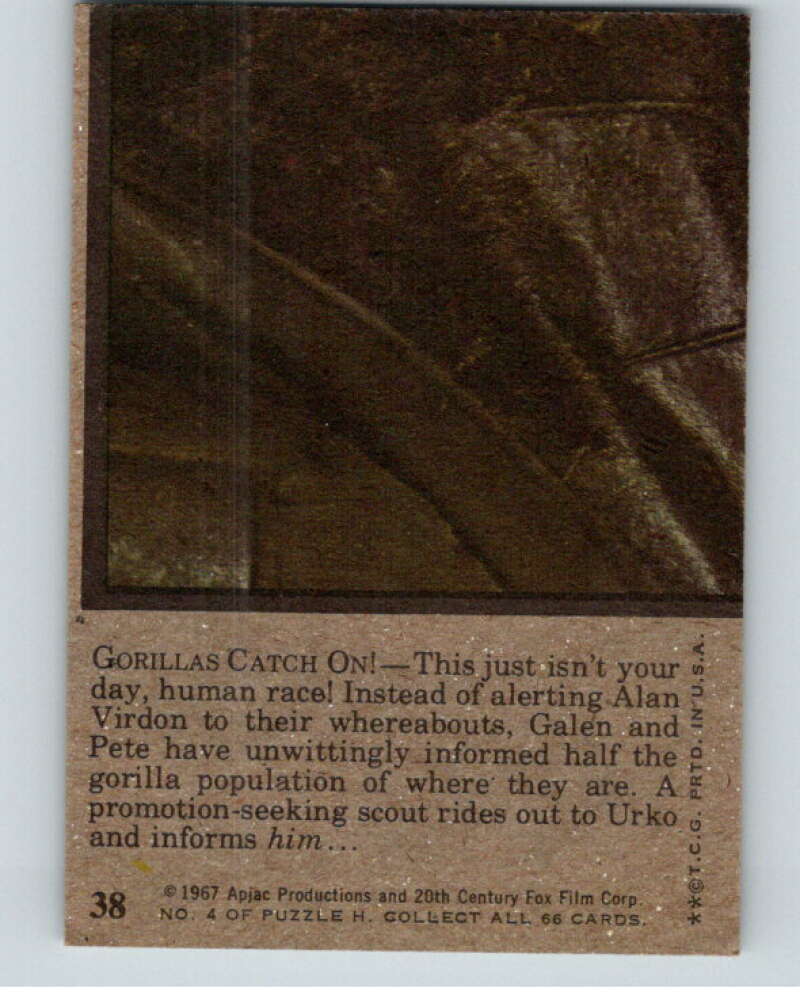 4
GORILLAS CATCH ON!—This just isn't your
day, human race! Instead of alerting Alan
Virdon to their whereabouts, Galen and
Pete have unwittingly informed half the
gorilla population of where they are. A
promotion-seeking scout rides out to Urko
and informs him...
38
© 1967 Apjac Productions and 20th Century Fox Film Corp.
NO. 4 OF PUZZLE H. COLLECT ALL 66 CARDS.
**©T.C.G. PRTD. IN U.S.A.